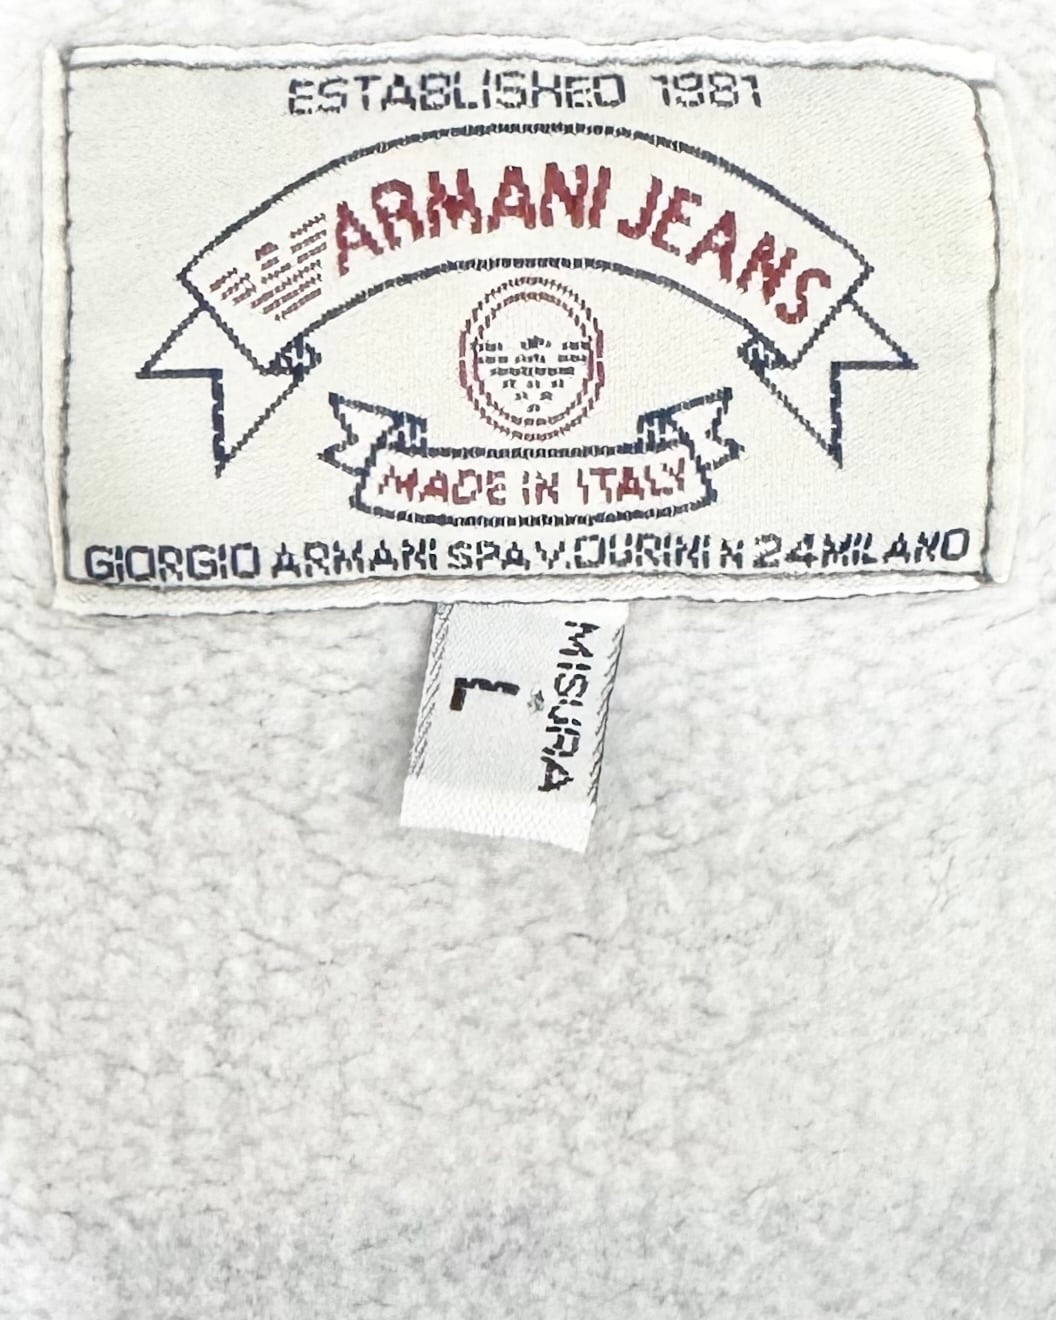 ESTABLISHED 1981
ARMANI JEANS
MADE IN ITALY
GIORGIO ARMANI SPA V.DURINI N 24 MILANO
MISURA
L